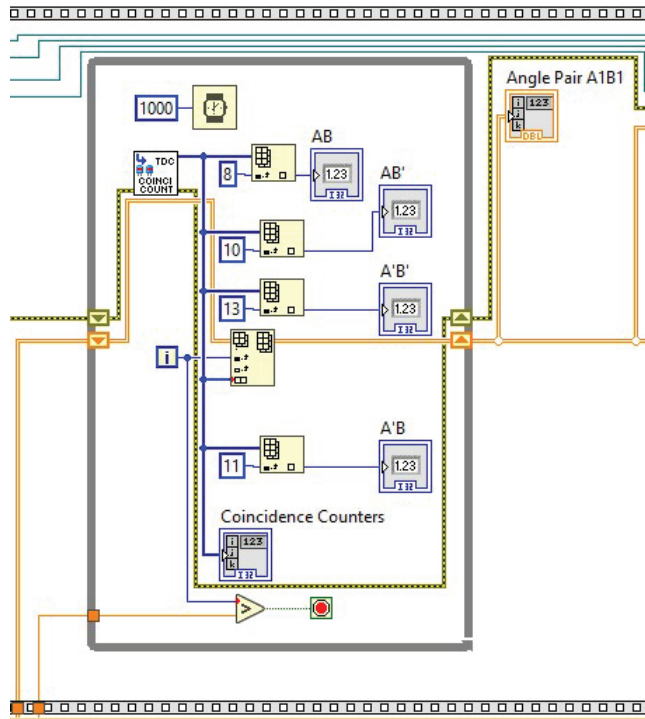 Angle Pair A1B1
i 123
j
k
DBL
1000
TDC
COINCI
COUNT
AB
8
1.23
I32
AB'
10
1.23
I32
A'B'
13
1.23
I32
i
A'B
11
1.23
I32
Coincidence Counters
i 123
j
k
I32
>